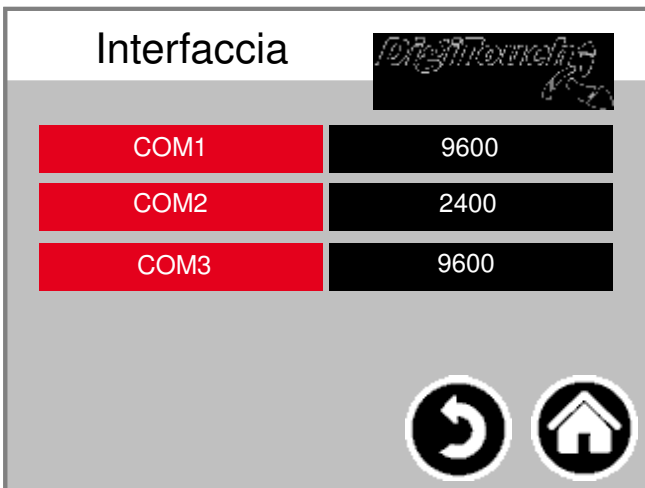 Interfaccia
DigiTouch
COM1 9600
COM2 2400
COM3 9600